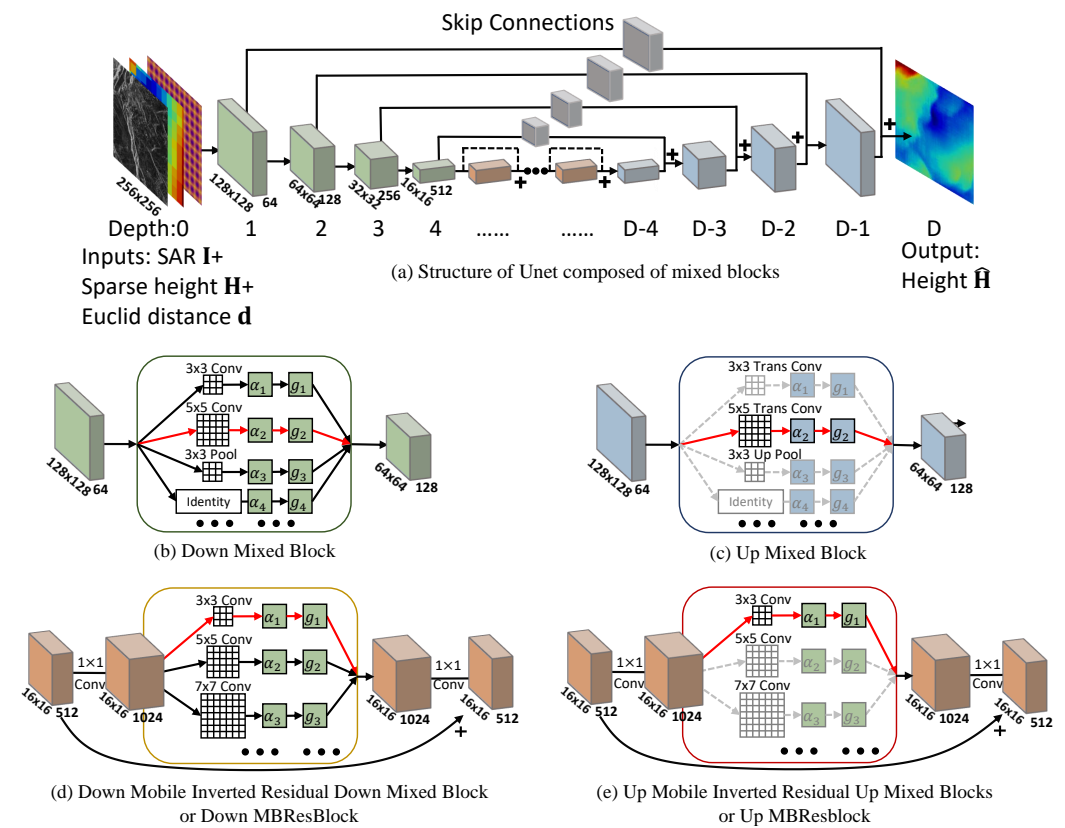 Skip Connections
256x256
128x128
64
64x64
128
32x32
256
16x16
512
+
+
+
+
+
+
Depth:0
1
2
3
4
......
......
D-4
D-3
D-2
D-1
D
Inputs: SAR I+
Sparse height H+
Euclid distance d
Output:
Height Ĥ
(a) Structure of Unet composed of mixed blocks
3x3 Conv
α1 g1
5x5 Conv
α2 g2
3x3 Pool
α3 g3
Identity
α4 g4
128x128
64
64x64
128
(b) Down Mixed Block
3x3 Trans Conv
α1 g1
5x5 Trans Conv
α2 g2
3x3 Up Pool
α3 g3
Identity
α4 g4
128x128
64
64x64
128
(c) Up Mixed Block
3x3 Conv
α1 g1
5x5 Conv
α2 g2
7x7 Conv
α3 g3
1×1
Conv
1×1
Conv
16x16
512
16x16
1024
16x16
1024
16x16
512
+
(d) Down Mobile Inverted Residual Down Mixed Block
or Down MBResBlock
3x3 Conv
α1 g1
5x5 Conv
α2 g2
7x7 Conv
α3 g3
1×1
Conv
1×1
Conv
16x16
512
16x16
1024
16x16
1024
16x16
512
+
(e) Up Mobile Inverted Residual Up Mixed Blocks
or Up MBResblock